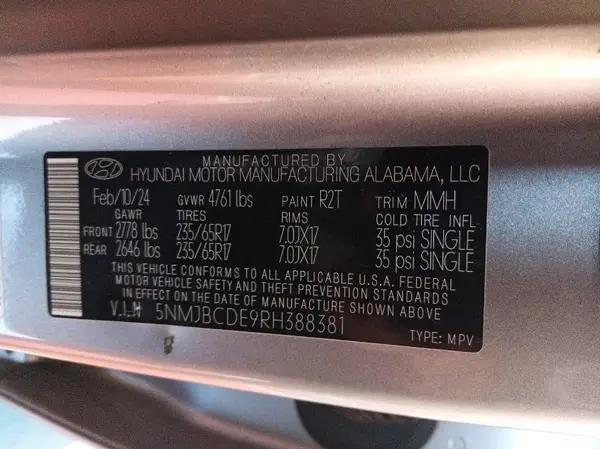 MANUFACTURED BY
HYUNDAI MOTOR MANUFACTURING ALABAMA, LLC
Feb/10/24 GVWR 4761 lbs PAINT R2T TRIM MMH
GAWR TIRES RIMS COLD TIRE INFL
FRONT 2778 lbs 235/65R17 7.0JX17 35 psi SINGLE
REAR 2646 lbs 235/65R17 7.0JX17 35 psi SINGLE
THIS VEHICLE CONFORMS TO ALL APPLICABLE U.S.A. FEDERAL
MOTOR VEHICLE SAFETY AND THEFT PREVENTION STANDARDS
IN EFFECT ON THE DATE OF MANUFACTURE SHOWN ABOVE
V.I.N 5NMJBCDE9RH388381
TYPE: MPV